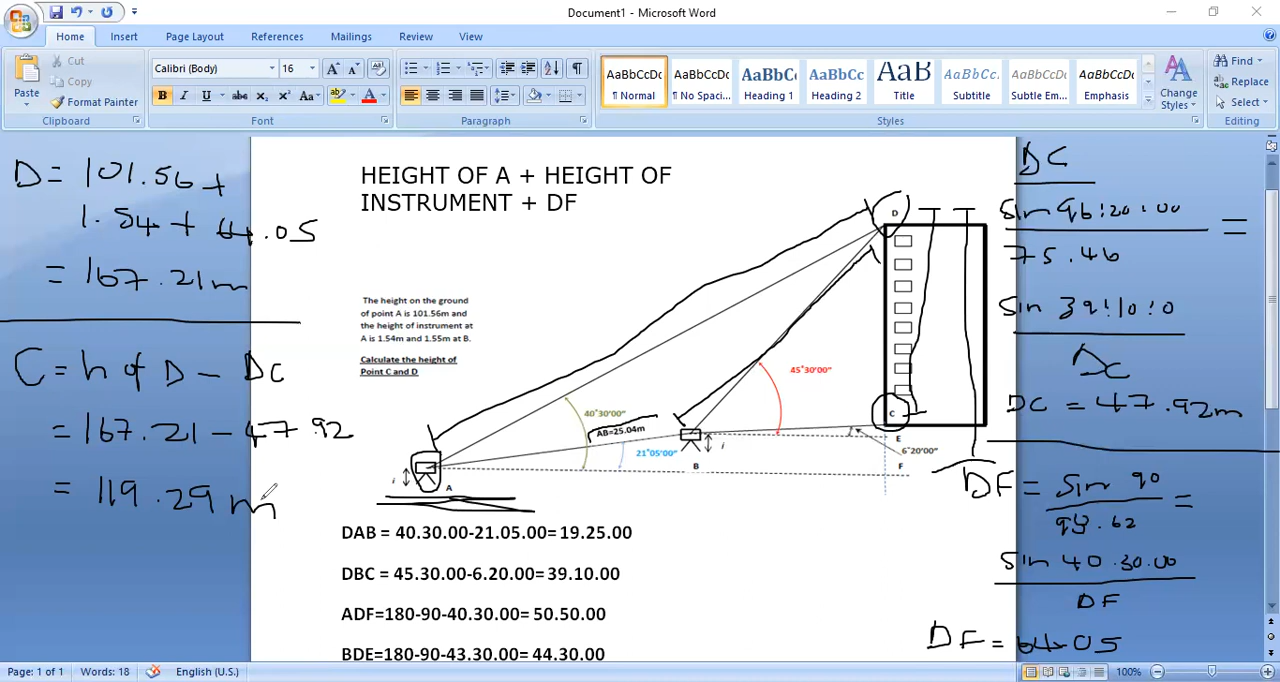 Document1 - Microsoft Word
Home Insert Page Layout References Mailings Review View
Paste Cut Copy Format Painter
Calibri (Body) 16
AaBbCcDc ¶ Normal
AaBbCcDc ¶ No Spaci...
AaBbCc Heading 1
AaBbCc Heading 2
AaB Title
AaBbCc. Subtitle
AaBbCcDc Subtle Em...
AaBbCcDc Emphasis
Change Styles
Find Replace Select
Clipboard Font Paragraph Styles Editing
D = 101.56 +
1.54 + 64.05
= 167.21m
C = h of D - DC
= 167.21 - 47.92
= 119.29 m
HEIGHT OF A + HEIGHT OF
INSTRUMENT + DF
The height on the ground
of point A is 101.56m and
the height of instrument at
A is 1.54m and 1.55m at B.
Calculate the height of
Point C and D
D
45°30'00"
40°30'00"
AB=25.04m
21°05'00"
C
E
6°20'00"
F
i
i
A
B
DAB = 40.30.00-21.05.00= 19.25.00
DBC = 45.30.00-6.20.00= 39.10.00
ADF=180-90-40.30.00= 50.50.00
BDE=180-90-43.30.00= 44.30.00
DC
Sin 96:20:00 =
75.46
Sin 39:10:0
DC
DC = 47.92m
DF = Sin 90 =
Sin 40.30.00
DF
DF = 64.05
Page: 1 of 1 Words: 18 English (U.S.) 100%